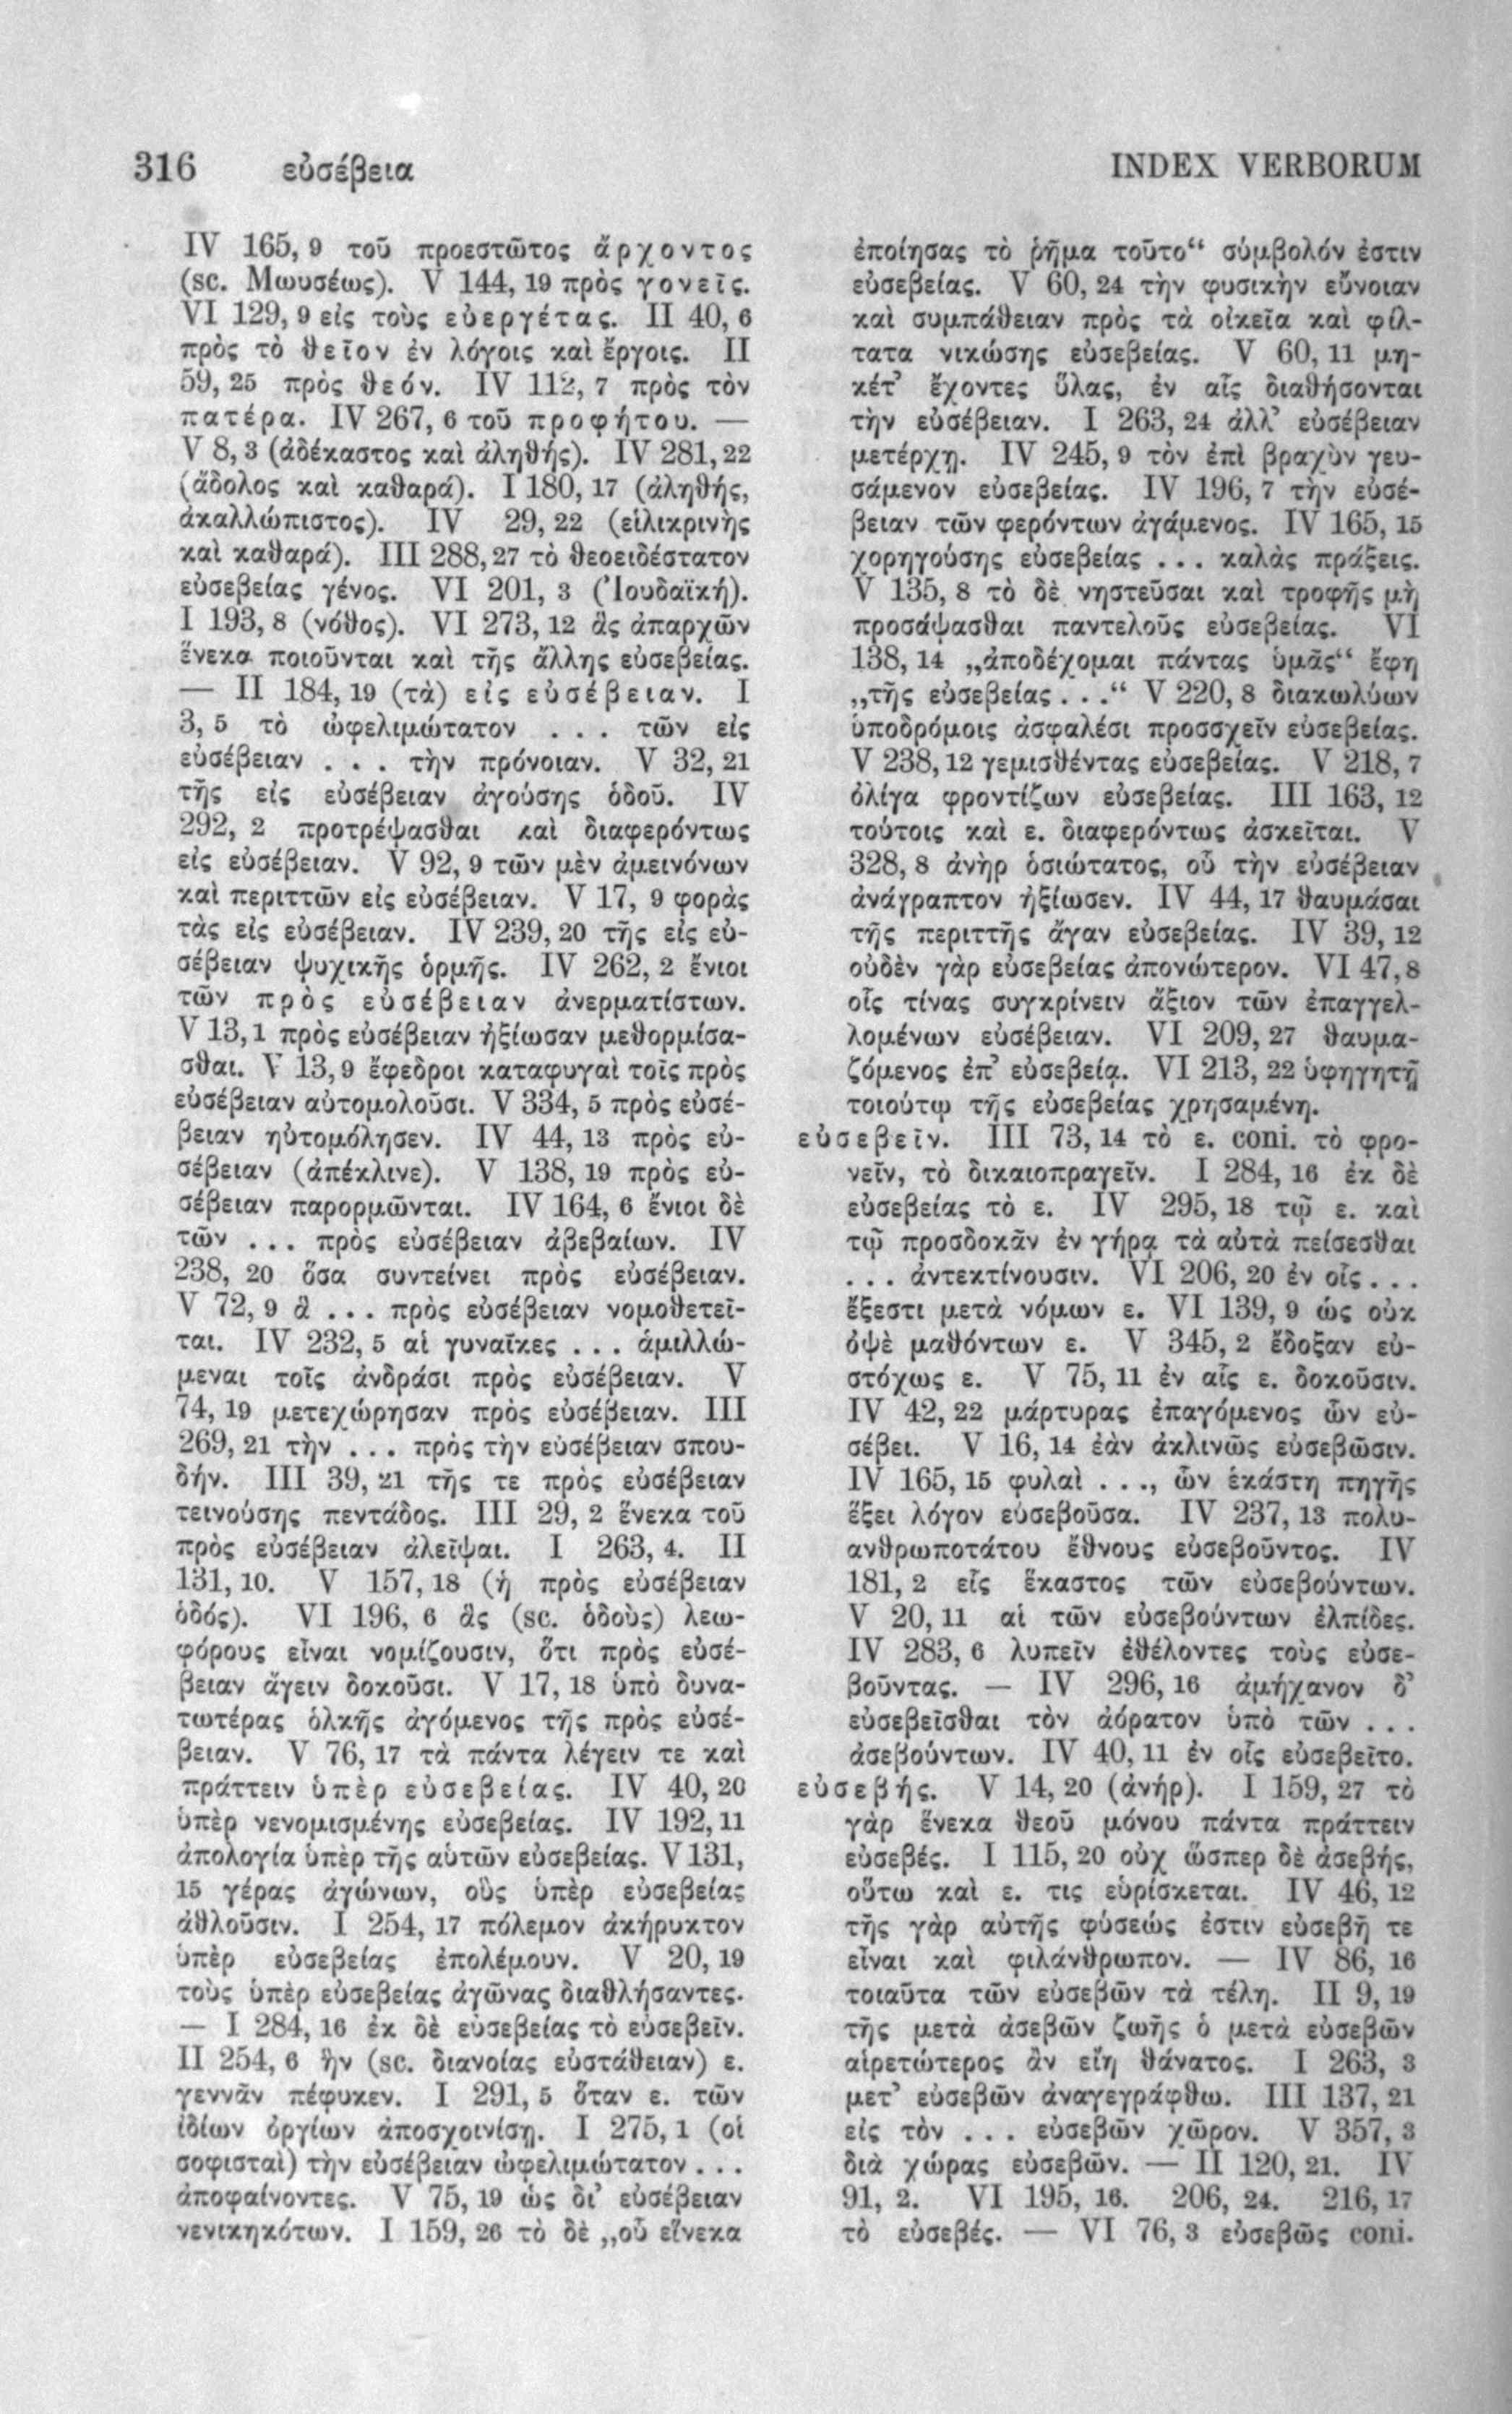 316 εὐσέβεια
INDEX VERBORUM
IV 165, 9 τοῦ προεστῶτος ἄρχοντος
(sc. Μωυσέως). V 144, 19 πρὸς γονεῖς.
VI 129, 9 εἰς τοὺς εὐεργέτας. II 40, 6
πρὸς τὸ θεῖον ἐν λόγοις καὶ ἔργοις. II
59, 25 πρὸς θεόν. IV 112, 7 πρὸς τὸν
πατέρα. IV 267, 6 τοῦ προφήτου. —
V 8, 3 (ἀδέκαστος καὶ ἀληθής). IV 281, 22
(ἄδολος καὶ καθαρά). I 180, 17 (ἀληθής,
ἀκαλλώπιστος). IV 29, 22 (εἰλικρινὴς
καὶ καθαρά). III 288, 27 τὸ θεοειδέστατον
εὐσεβείας γένος. VI 201, 3 (Ἰουδαϊκή).
I 193, 8 (νόθος). VI 273, 12 ἃς ἀπαρχῶν
ἕνεκα ποιοῦνται καὶ τῆς ἄλλης εὐσεβείας.
— II 184, 19 (τὰ) εἰς εὐσέβειαν. I
3, 5 τὸ ὠφελιμώτατον . . . τῶν εἰς
εὐσέβειαν . . . τὴν πρόνοιαν. V 32, 21
τῆς εἰς εὐσέβειαν ἀγούσης ὁδοῦ. IV
292, 2 προτρέψασθαι καὶ διαφερόντως
εἰς εὐσέβειαν. V 92, 9 τῶν μὲν ἀμεινόνων
καὶ περιττῶν εἰς εὐσέβειαν. V 17, 9 φορὰς
τὰς εἰς εὐσέβειαν. IV 239, 20 τῆς εἰς εὐ-
σέβειαν ψυχικῆς ὁρμῆς. IV 262, 2 ἔνιοι
τῶν πρὸς εὐσέβειαν ἀνερματίστων.
V 13, 1 πρὸς εὐσέβειαν ἠξίωσαν μεθορμίσα-
σθαι. V 13, 9 ἔφεδροι καταφυγαὶ τοῖς πρὸς
εὐσέβειαν αὐτομολοῦσι. V 334, 5 πρὸς εὐσέ-
βειαν ηὐτομόλησεν. IV 44, 13 πρὸς εὐ-
σέβειαν (ἀπέκλινε). V 138, 19 πρὸς εὐ-
σέβειαν παρορμῶνται. IV 164, 6 ἔνιοι δὲ
τῶν . . . πρὸς εὐσέβειαν ἀβεβαίων. IV
238, 20 ὅσα συντείνει πρὸς εὐσέβειαν.
V 72, 9 ἃ . . . πρὸς εὐσέβειαν νομοθετεῖ-
ται. IV 232, 5 αἱ γυναῖκες . . . ἁμιλλώ-
μεναι τοῖς ἀνδράσι πρὸς εὐσέβειαν. V
74, 19 μετεχώρησαν πρὸς εὐσέβειαν. III
269, 21 τὴν . . . πρὸς τὴν εὐσέβειαν σπου-
δήν. III 39, 21 τῆς τε πρὸς εὐσέβειαν
τεινούσης πεντάδος. III 29, 2 ἕνεκα τοῦ
πρὸς εὐσέβειαν ἀλεῖψαι. I 263, 4. II
131, 10. V 157, 18 (ἡ πρὸς εὐσέβειαν
ὁδός). VI 196, 6 ἃς (sc. ὁδοὺς) λεω-
φόρους εἶναι νομίζουσιν, ὅτι πρὸς εὐσέ-
βειαν ἄγειν δοκοῦσι. V 17, 18 ὑπὸ δυνα-
τωτέρας ὁλκῆς ἀγόμενος τῆς πρὸς εὐσέ-
βειαν. V 76, 17 τὰ πάντα λέγειν τε καὶ
πράττειν ὑπὲρ εὐσεβείας. IV 40, 20
ὑπὲρ νενομισμένης εὐσεβείας. IV 192, 11
ἀπολογία ὑπὲρ τῆς αὑτῶν εὐσεβείας. V 131,
15 γέρας ἀγώνων, οὓς ὑπὲρ εὐσεβείας
ἀθλοῦσιν. I 254, 17 πόλεμον ἀκήρυκτον
ὑπὲρ εὐσεβείας ἐπολέμουν. V 20, 19
τοὺς ὑπὲρ εὐσεβείας ἀγῶνας διαθλήσαντες.
— I 284, 16 ἐκ δὲ εὐσεβείας τὸ εὐσεβεῖν.
II 254, 6 ἣν (sc. διανοίας εὐστάθειαν) ε.
γεννᾶν πέφυκεν. I 291, 5 ὅταν ε. τῶν
ἰδίων ὀργίων ἀποσχοινίσῃ. I 275, 1 (οἱ
σοφισταὶ) τὴν εὐσέβειαν ὠφελιμώτατον . . .
ἀποφαίνοντες. V 75, 19 ὡς δι’ εὐσέβειαν
νενικηκότων. I 159, 26 τὸ δὲ „οὗ εἵνεκα
ἐποίησας τὸ ῥῆμα τοῦτο“ σύμβολόν ἐστιν
εὐσεβείας. V 60, 24 τὴν φυσικὴν εὔνοιαν
καὶ συμπάθειαν πρὸς τὰ οἰκεῖα καὶ φίλ-
τατα νικώσης εὐσεβείας. V 60, 11 μη-
κέτ’ ἔχοντες ὕλας, ἐν αἷς διαθήσονται
τὴν εὐσέβειαν. I 263, 24 ἀλλ’ εὐσέβειαν
μετέρχῃ. IV 245, 9 τὸν ἐπὶ βραχὺν γευ-
σάμενον εὐσεβείας. IV 196, 7 τὴν εὐσέ-
βειαν τῶν φερόντων ἀγάμενος. IV 165, 15
χορηγούσης εὐσεβείας . . . καλὰς πράξεις.
V 135, 8 τὸ δὲ νηστεῦσαι καὶ τροφῆς μὴ
προσάψασθαι παντελοῦς εὐσεβείας. VI
138, 14 „ἀποδέχομαι πάντας ὑμᾶς“ ἔφη
„τῆς εὐσεβείας . . .“ V 220, 8 διακωλύων
ὑποδρόμοις ἀσφαλέσι προσσχεῖν εὐσεβείας.
V 238, 12 γεμισθέντας εὐσεβείας. V 218, 7
ὀλίγα φροντίζων εὐσεβείας. III 163, 12
τούτοις καὶ ε. διαφερόντως ἀσκεῖται. V
328, 8 ἀνὴρ ὁσιώτατος, οὗ τὴν εὐσέβειαν
ἀνάγραπτον ἠξίωσεν. IV 44, 17 θαυμάσαι
τῆς περιττῆς ἄγαν εὐσεβείας. IV 39, 12
οὐδὲν γὰρ εὐσεβείας ἀπονώτερον. VI 47, 8
οἷς τίνας συγκρίνειν ἄξιον τῶν ἐπαγγελ-
λομένων εὐσέβειαν. VI 209, 27 θαυμα-
ζόμενος ἐπ’ εὐσεβείᾳ. VI 213, 22 ὑφηγητῇ
τοιούτῳ τῆς εὐσεβείας χρησαμένη.
εὐσεβεῖν. III 73, 14 τὸ ε. coni. τὸ φρο-
νεῖν, τὸ δικαιοπραγεῖν. I 284, 16 ἐκ δὲ
εὐσεβείας τὸ ε. IV 295, 18 τῷ ε. καὶ
τῷ προσδοκᾶν ἐν γήρᾳ τὰ αὐτὰ πείσεσθαι
. . . ἀντεκτίνουσιν. VI 206, 20 ἐν οἷς . . .
ἔξεστι μετὰ νόμων ε. VI 139, 9 ὡς οὐκ
ὀψὲ μαθόντων ε. V 345, 2 ἔδοξαν εὐ-
στόχως ε. V 75, 11 ἐν αἷς ε. δοκοῦσιν.
IV 42, 22 μάρτυρας ἐπαγόμενος ὧν εὐ-
σέβει. V 16, 14 ἐὰν ἀκλινῶς εὐσεβῶσιν.
IV 165, 15 φυλαὶ . . ., ὧν ἑκάστη πηγῆς
ἕξει λόγον εὐσεβοῦσα. IV 237, 13 πολυ-
ανθρωποτάτου ἔθνους εὐσεβοῦντος. IV
181, 2 εἷς ἕκαστος τῶν εὐσεβούντων.
V 20, 11 αἱ τῶν εὐσεβούντων ἐλπίδες.
IV 283, 6 λυπεῖν ἐθέλοντες τοὺς εὐσε-
βοῦντας. — IV 296, 16 ἀμήχανον δ’
εὐσεβεῖσθαι τὸν ἀόρατον ὑπὸ τῶν . . .
ἀσεβούντων. IV 40, 11 ἐν οἷς εὐσεβεῖτο.
εὐσεβής. V 14, 20 (ἀνήρ). I 159, 27 τὸ
γὰρ ἕνεκα θεοῦ μόνου πάντα πράττειν
εὐσεβές. I 115, 20 οὐχ ὥσπερ δὲ ἀσεβής,
οὕτω καὶ ε. τις εὑρίσκεται. IV 46, 12
τῆς γὰρ αὐτῆς φύσεώς ἐστιν εὐσεβῆ τε
εἶναι καὶ φιλάνθρωπον. — IV 86, 16
τοιαῦτα τῶν εὐσεβῶν τὰ τέλη. II 9, 19
τῆς μετὰ ἀσεβῶν ζωῆς ὁ μετὰ εὐσεβῶν
αἱρετώτερος ἂν εἴη θάνατος. I 263, 3
μετ’ εὐσεβῶν ἀναγεγράφθω. III 137, 21
εἰς τὸν . . . εὐσεβῶν χῶρον. V 357, 3
διὰ χώρας εὐσεβῶν. — II 120, 21. IV
91, 2. VI 195, 16. 206, 24. 216, 17
τὸ εὐσεβές. — VI 76, 3 εὐσεβῶς coni.